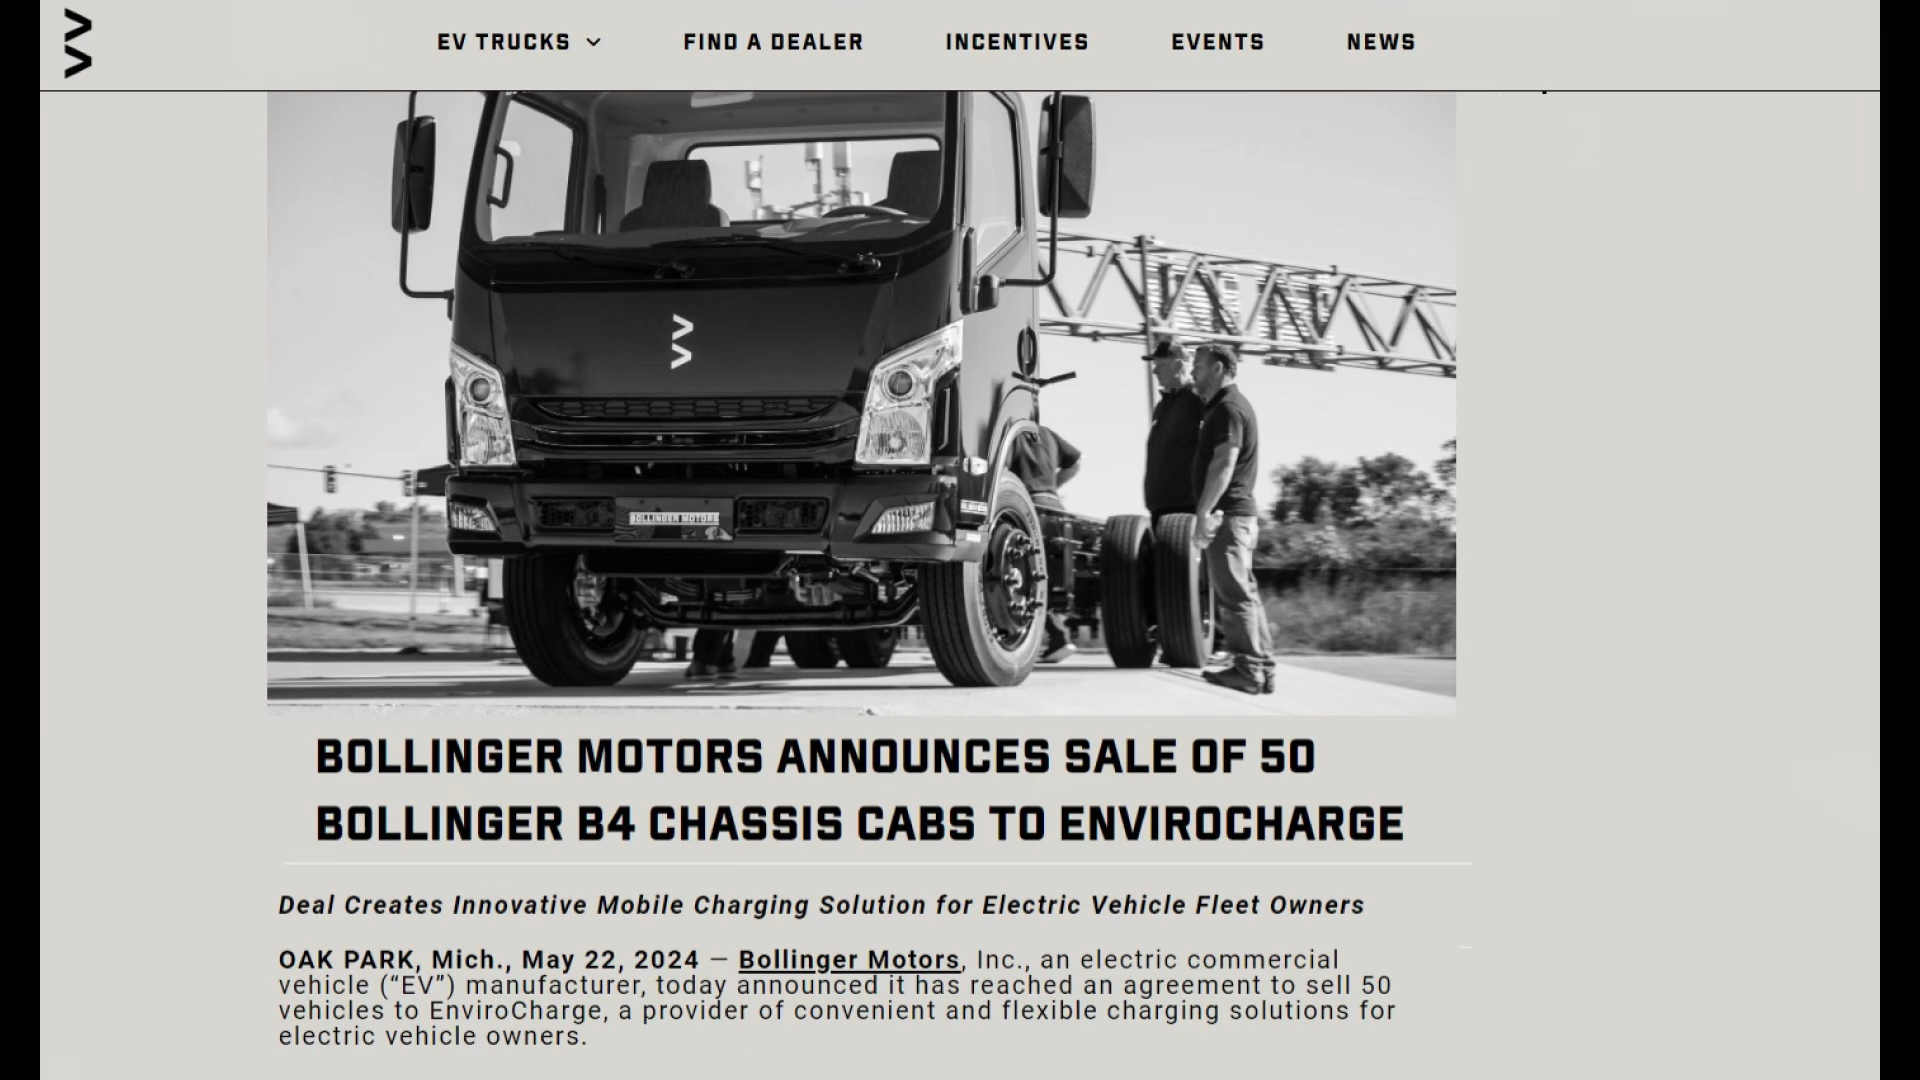 EV TRUCKS
FIND A DEALER
INCENTIVES
EVENTS
NEWS
BOLLINGER MOTORS
BOLLINGER MOTORS ANNOUNCES SALE OF 50
BOLLINGER B4 CHASSIS CABS TO ENVIROCHARGE
Deal Creates Innovative Mobile Charging Solution for Electric Vehicle Fleet Owners
OAK PARK, Mich., May 22, 2024 — Bollinger Motors, Inc., an electric commercial
vehicle (“EV”) manufacturer, today announced it has reached an agreement to sell 50
vehicles to EnviroCharge, a provider of convenient and flexible charging solutions for
electric vehicle owners.